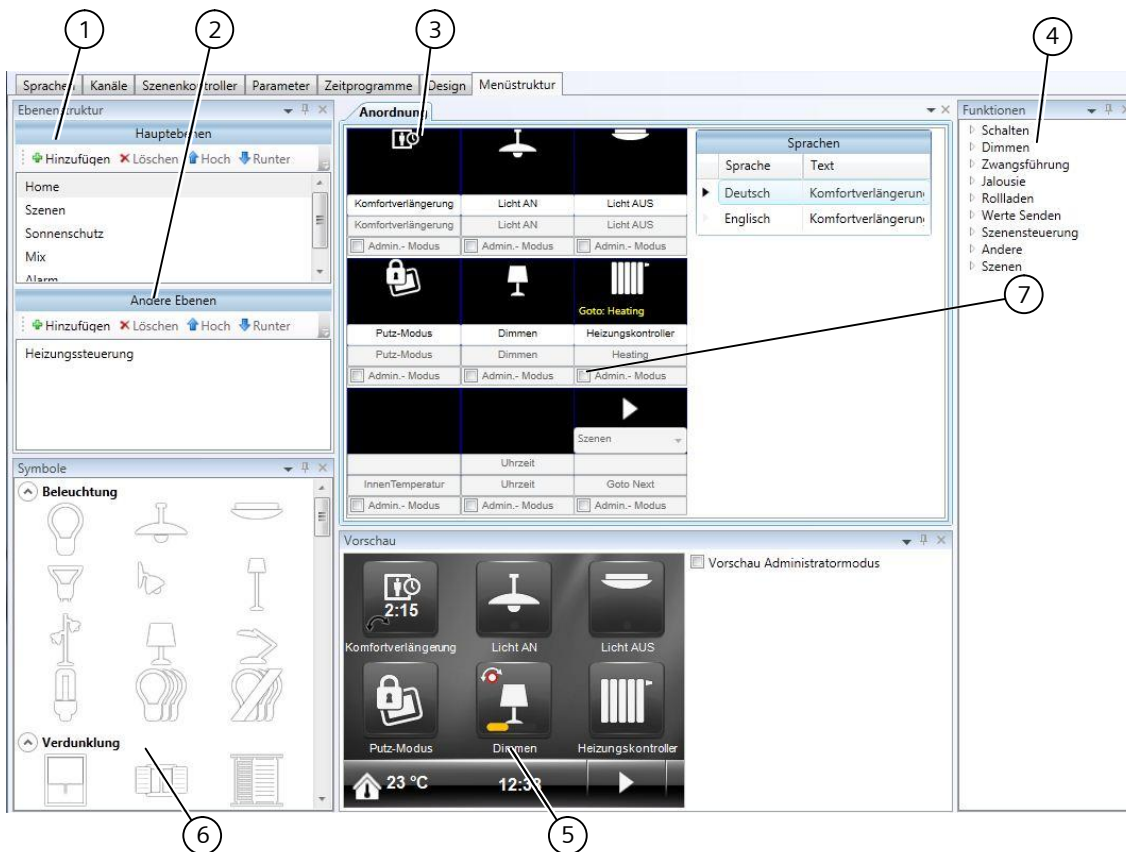 1
2
3
4
Sprachen Kanäle Szenenkontroller Parameter Zeitprogramme Design Menüstruktur
Ebenenstruktur
Hauptebenen
Hinzufügen Löschen Hoch Runter
Home
Szenen
Sonnenschutz
Mix
Alarm
Andere Ebenen
Hinzufügen Löschen Hoch Runter
Heizungssteuerung
Symbole
Beleuchtung
Verdunklung
6
Anordnung
Komfortverlängerung Licht AN Licht AUS
Komfortverlängerung Licht AN Licht AUS
Admin.- Modus Admin.- Modus Admin.- Modus
Goto: Heating
Putz-Modus Dimmen Heizungskontroller
Putz-Modus Dimmen Heating
Admin.- Modus Admin.- Modus Admin.- Modus
Szenen
Uhrzeit
InnenTemperatur Uhrzeit Goto Next
Admin.- Modus Admin.- Modus Admin.- Modus
Sprachen
Sprache Text
Deutsch Komfortverlängerung
Englisch Komfortverlängerung
7
Vorschau
Vorschau Administratormodus
2:15
Komfortverlängerung Licht AN Licht AUS
Putz-Modus Dimmen Heizungskontroller
23 °C
5
Funktionen
Schalten
Dimmen
Zwangsführung
Jalousie
Rollladen
Werte Senden
Szenensteuerung
Andere
Szenen